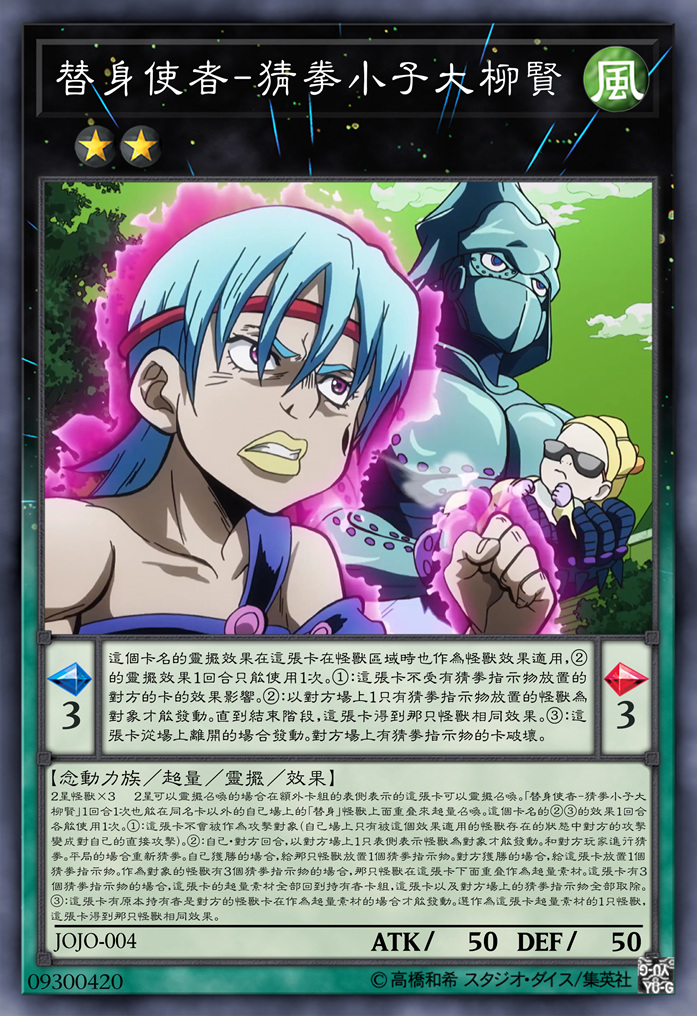 替身使者-猜拳小子大柳賢
風
這個卡名的靈擺效果在這張卡在怪獸區域時也作為怪獸效果適用,②
的靈擺效果1回合只能使用1次。①:這張卡不受有猜拳指示物放置的
對方的卡的效果影響。②:以對方場上1只有猜拳指示物放置的怪獸為
對象才能發動。直到結束階段,這張卡得到那只怪獸相同效果。③:這
張卡從場上離開的場合發動。對方場上有猜拳指示物的卡破壞。
3
3
【念動力族/超量/靈擺/效果】
2星怪獸×3 2星可以靈擺召喚的場合在額外卡組的表側表示的這張卡可以靈擺召喚。「替身使者-猜拳小子大
柳賢」1回合1次也能在同名卡以外的自己場上的「替身」怪獸上面重疊來超量召喚。這個卡名的②③的效果1回合
各能使用1次。①:這張卡不會被作為攻擊對象(自己場上只有被這個效果適用的怪獸存在的狀態中對方的攻擊
變成對自己的直接攻擊)。②:自己·對方回合,以對方場上1只表側表示怪獸為對象才能發動。和對方玩家進行猜
拳。平局的場合重新猜拳。自己獲勝的場合,給那只怪獸放置1個猜拳指示物。對方獲勝的場合,給這張卡放置1個
猜拳指示物。作為對象的怪獸有3個猜拳指示物的場合,那只怪獸在這張卡下面重疊作為超量素材。這張卡有3
個猜拳指示物的場合,這張卡的超量素材全部回到持有者卡組,這張卡以及對方場上的猜拳指示物全部取除。
③:這張卡有原本持有者是對方的怪獸卡在作為超量素材的場合才能發動。選作為這張卡超量素材的1只怪獸,
這張卡得到那只怪獸相同效果。
JOJO-004
ATK/ 50 DEF/ 50
09300420
©高橋和希 スタジオ・ダイス/集英社